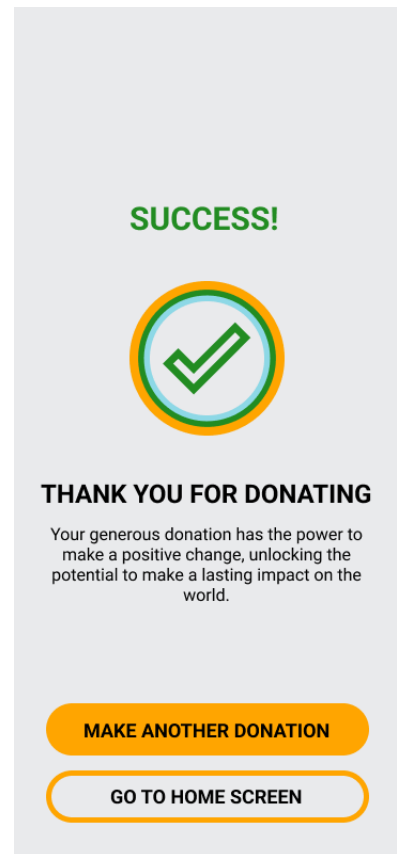 SUCCESS!
THANK YOU FOR DONATING
Your generous donation has the power to
make a positive change, unlocking the
potential to make a lasting impact on the
world.
MAKE ANOTHER DONATION
GO TO HOME SCREEN